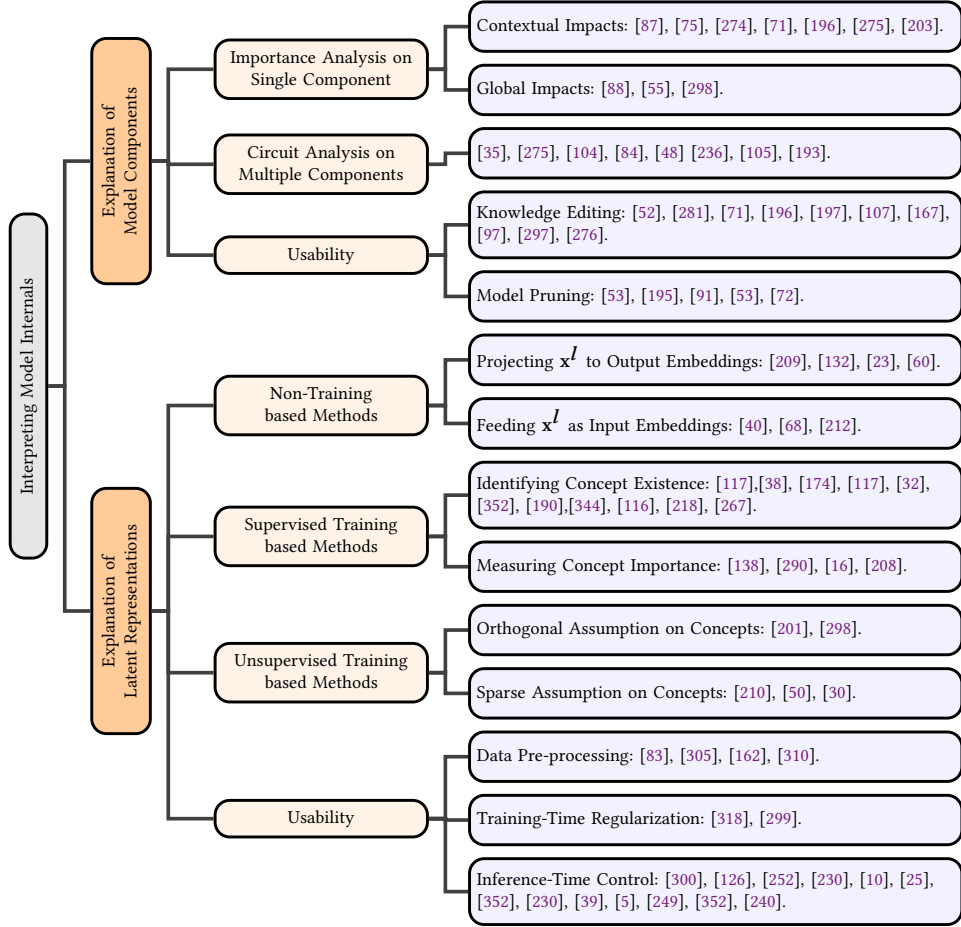 Interpreting Model Internals
Explanation of
Model Components
Importance Analysis on
Single Component
Contextual Impacts: [87], [75], [274], [71], [196], [275], [203].
Global Impacts: [88], [55], [298].
Circuit Analysis on
Multiple Components
[35], [275], [104], [84], [48] [236], [105], [193].
Usability
Knowledge Editing: [52], [281], [71], [196], [197], [107], [167],
[97], [297], [276].
Model Pruning: [53], [195], [91], [53], [72].
Explanation of
Latent Representations
Non-Training
based Methods
Projecting x^l to Output Embeddings: [209], [132], [23], [60].
Feeding x^l as Input Embeddings: [40], [68], [212].
Supervised Training
based Methods
Identifying Concept Existence: [117],[38], [174], [117], [32],
[352], [190],[344], [116], [218], [267].
Measuring Concept Importance: [138], [290], [16], [208].
Unsupervised Training
based Methods
Orthogonal Assumption on Concepts: [201], [298].
Sparse Assumption on Concepts: [210], [50], [30].
Usability
Data Pre-processing: [83], [305], [162], [310].
Training-Time Regularization: [318], [299].
Inference-Time Control: [300], [126], [252], [230], [10], [25],
[352], [230], [39], [5], [249], [352], [240].